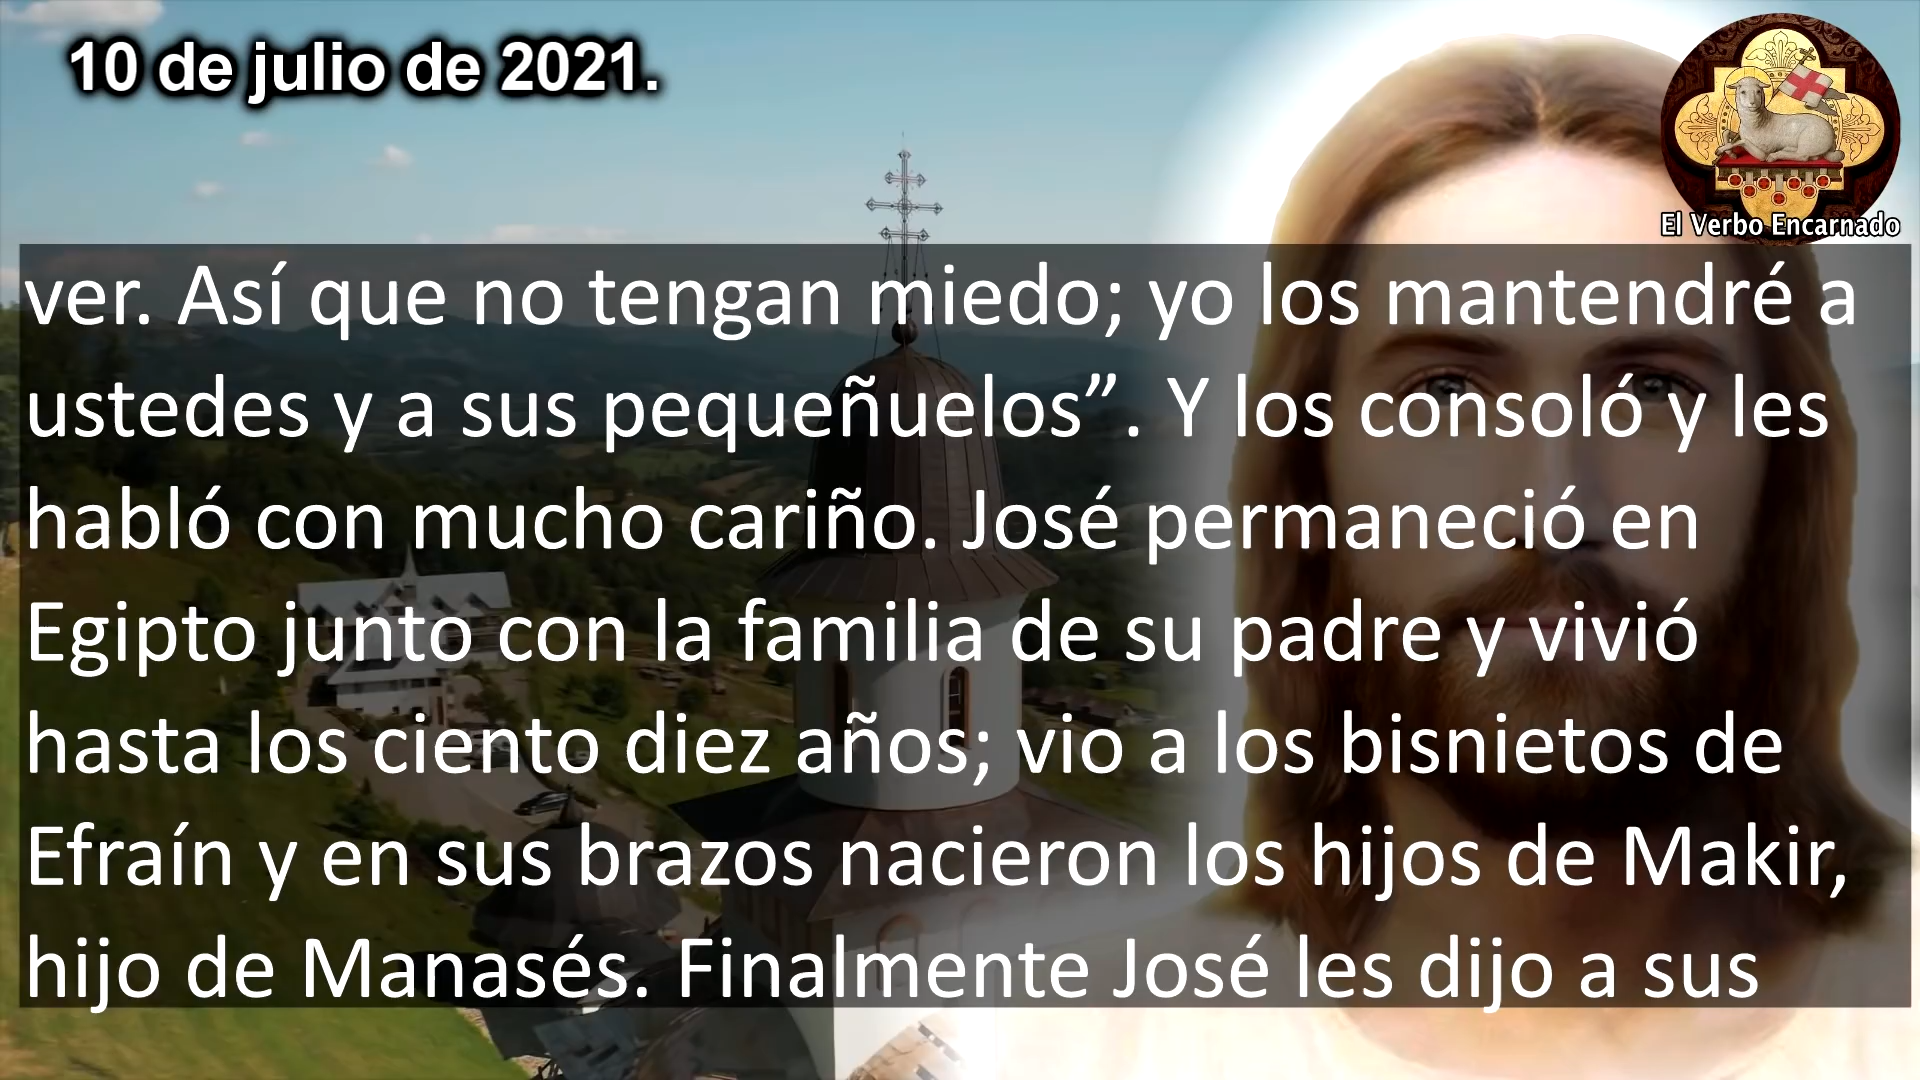 10 de julio de 2021.
El Verbo Encarnado
ver. Así que no tengan miedo; yo los mantendré a
ustedes y a sus pequeñuelos” . Y los consoló y les
habló con mucho cariño. José permaneció en
Egipto junto con la familia de su padre y vivió
hasta los ciento diez años; vio a los bisnietos de
Efraín y en sus brazos nacieron los hijos de Makir,
hijo de Manasés. Finalmente José les dijo a sus